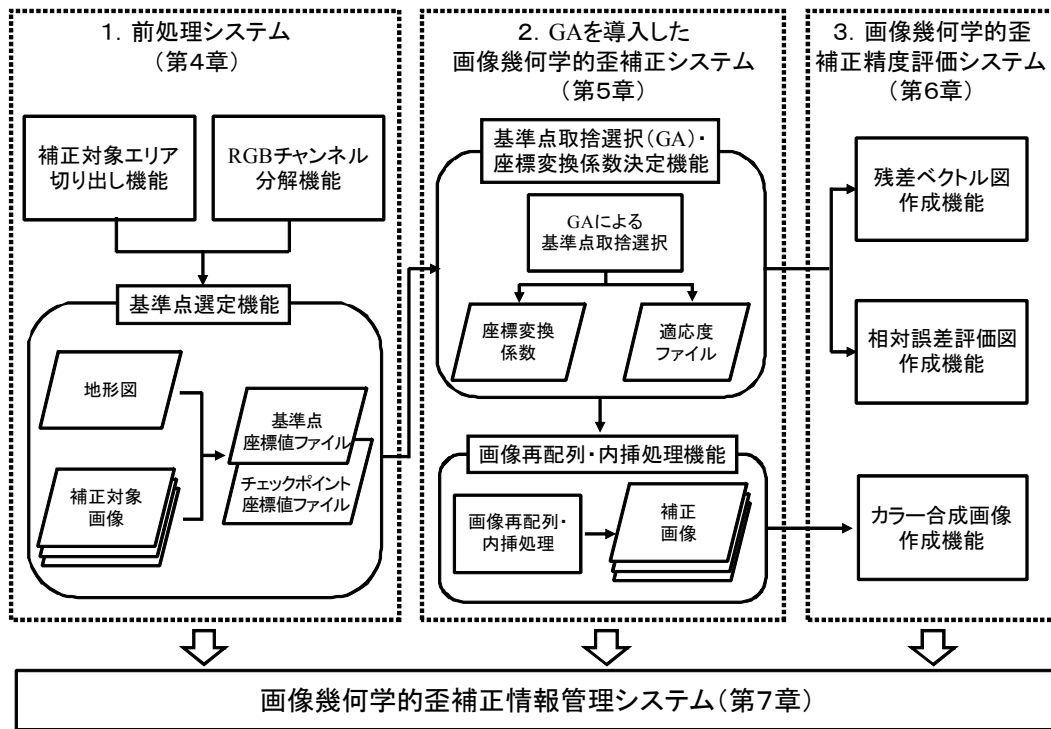 1．前処理システム
（第4章）
補正対象エリア
切り出し機能
RGBチャンネル
分解機能
基準点選定機能
地形図
補正対象
画像
基準点
座標値ファイル
チェックポイント
座標値ファイル
2．GAを導入した
画像幾何学的歪補正システム
（第5章）
基準点取捨選択（GA）・
座標変換係数決定機能
GAによる
基準点取捨選択
座標変換
係数
適応度
ファイル
画像再配列・内挿処理機能
画像再配列・
内挿処理
補正
画像
3．画像幾何学的歪
補正精度評価システム
（第6章）
残差ベクトル図
作成機能
相対誤差評価図
作成機能
カラー合成画像
作成機能
画像幾何学的歪補正情報管理システム（第7章）